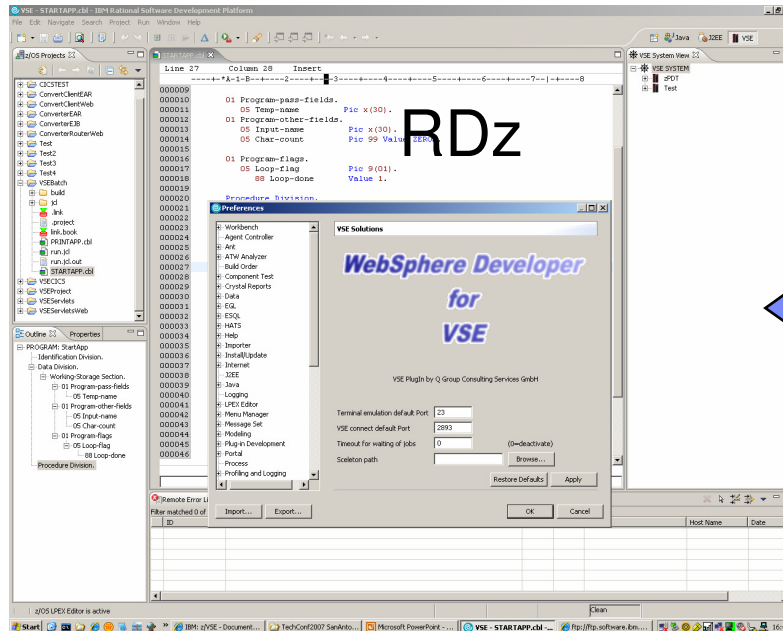 VSE - STARTAPP.cbl - IBM Rational Software Development Platform
File Edit Navigate Search Project Run Window Help
Java J2EE VSE
z/OS Projects
CICSTEST
ConvertClientEAR
ConvertClientWeb
ConverterEAR
ConverterEJB
ConverterRouterWeb
Test
Test2
Test3
Test4
VSEBatch
build
jcl
.link
.project
link.book
PRINTAPP.cbl
run.jcl
run.jcl.out
STARTAPP.cbl
VSECICS
VSEProject
VSEServlets
VSEServletsWeb
Outline Properties
PROGRAM: StartApp
Identification Division.
Data Division.
Working-Storage Section.
01 Program-pass-fields
05 Temp-name
01 Program-other-fields
05 Input-name
05 Char-count
01 Program-flags
05 Loop-flag
88 Loop-done
Procedure Division.
STARTAPP.cbl
Line 27 Column 28 Insert
----+-*A-1-B--+----2----+----3----+----4----+----5----+----6----+----7--|-+----8
000009
000010 01 Program-pass-fields.
000011 05 Temp-name Pic x(30).
000012 01 Program-other-fields.
000013 05 Input-name Pic x(30).
000014 05 Char-count Pic 99 Value ZERO.
000015
000016 01 Program-flags.
000017 05 Loop-flag Pic 9(01).
000018 88 Loop-done Value 1.
000019
000020 Procedure Division.
000021
000022
000023
000024
000025
000026
000027
000028
000029
000030
000031
000032
000033
000034
000035
000036
000037
000038
000039
000040
000041
000042
000043
000044
000045
000046
RDz
VSE System View
VSE SYSTEM
zPDT
Test
Preferences
Workbench
Agent Controller
Ant
ATW Analyzer
Build Order
Component Test
Crystal Reports
Data
EGL
ESQL
HATS
Help
Importer
Install/Update
Internet
J2EE
Java
Logging
LPEX Editor
Menu Manager
Message Set
Modeling
Plug-in Development
Portal
Process
Profiling and Logging
VSE Solutions
WebSphere Developer
for
VSE
VSE PlugIn by Q Group Consulting Services GmbH
Terminal emulation default Port 23
VSE connect default Port 2893
Timeout for waiting of jobs 0 (0=deactivate)
Sceleton path Browse...
Restore Defaults Apply
Import... Export... OK Cancel
Remote Error Li
Filter matched 0 of
ID Host Name Date
z/OS LPEX Editor is active
Clean
Start IBM: z/VSE - Document... TechConf2007 SanAnto... Microsoft PowerPoint - ... VSE - STARTAPP.cbl -... ftp://ftp.software.ibm....